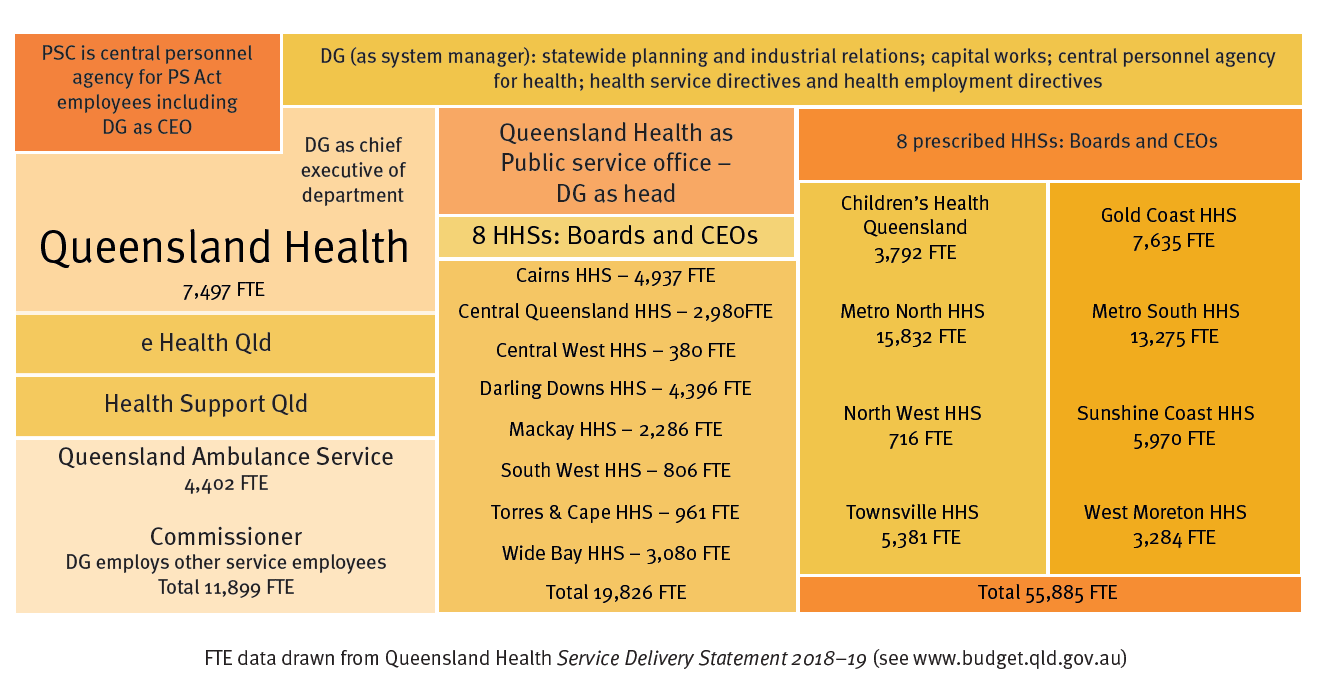 PSC is central personnel
agency for PS Act
employees including
DG as CEO
DG (as system manager): statewide planning and industrial relations; capital works; central personnel agency
for health; health service directives and health employment directives
DG as chief
executive of
department
Queensland Health
7,497 FTE
e Health Qld
Health Support Qld
Queensland Ambulance Service
4,402 FTE
Commissioner
DG employs other service employees
Total 11,899 FTE
Queensland Health as
Public service office –
DG as head
8 HHSs: Boards and CEOs
Cairns HHS – 4,937 FTE
Central Queensland HHS – 2,980FTE
Central West HHS – 380 FTE
Darling Downs HHS – 4,396 FTE
Mackay HHS – 2,286 FTE
South West HHS – 806 FTE
Torres & Cape HHS – 961 FTE
Wide Bay HHS – 3,080 FTE
Total 19,826 FTE
8 prescribed HHSs: Boards and CEOs
Children’s Health
Queensland
3,792 FTE
Metro North HHS
15,832 FTE
North West HHS
716 FTE
Townsville HHS
5,381 FTE
Gold Coast HHS
7,635 FTE
Metro South HHS
13,275 FTE
Sunshine Coast HHS
5,970 FTE
West Moreton HHS
3,284 FTE
Total 55,885 FTE
FTE data drawn from Queensland Health Service Delivery Statement 2018–19 (see www.budget.qld.gov.au)